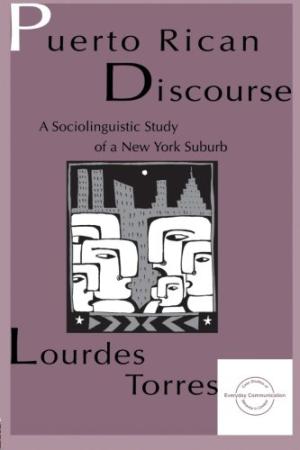 Puerto Rican
Discourse
A Sociolinguistic Study
of a New York Suburb
Lourdes
Torres
Everyday Communication